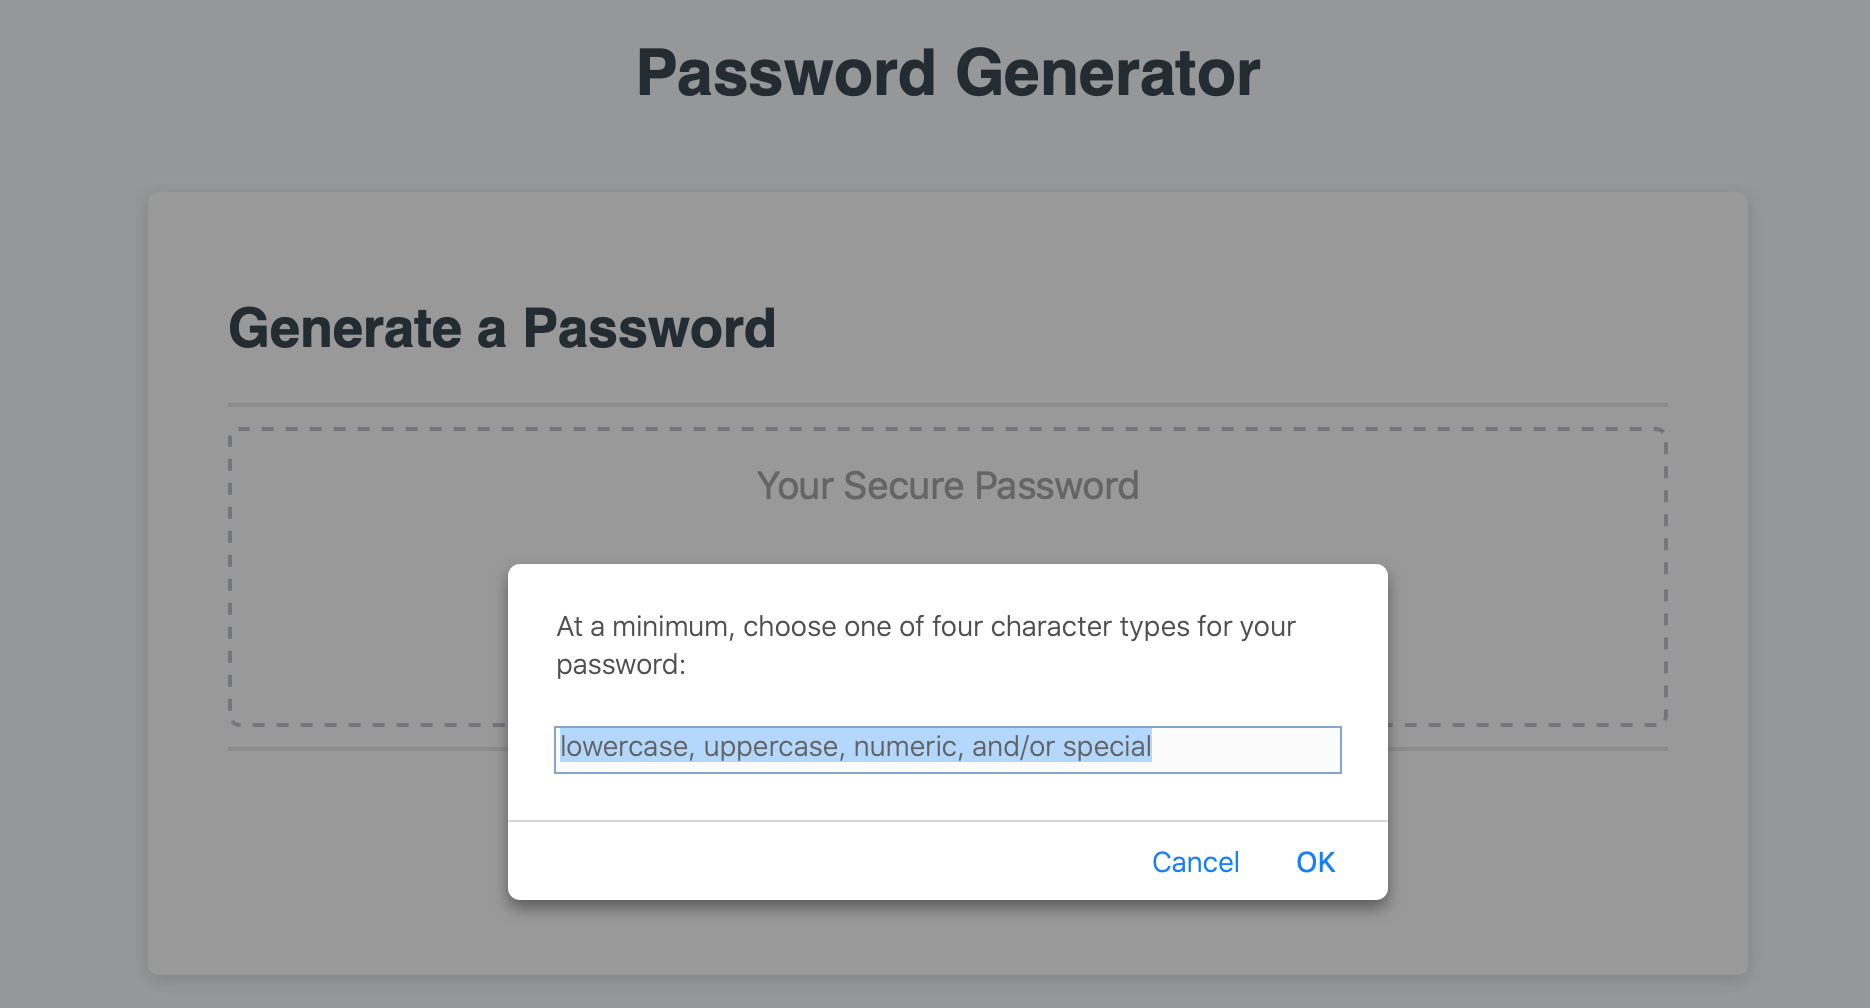 Password Generator
Generate a Password
Your Secure Password
At a minimum, choose one of four character types for your
password:
lowercase, uppercase, numeric, and/or special
Cancel OK